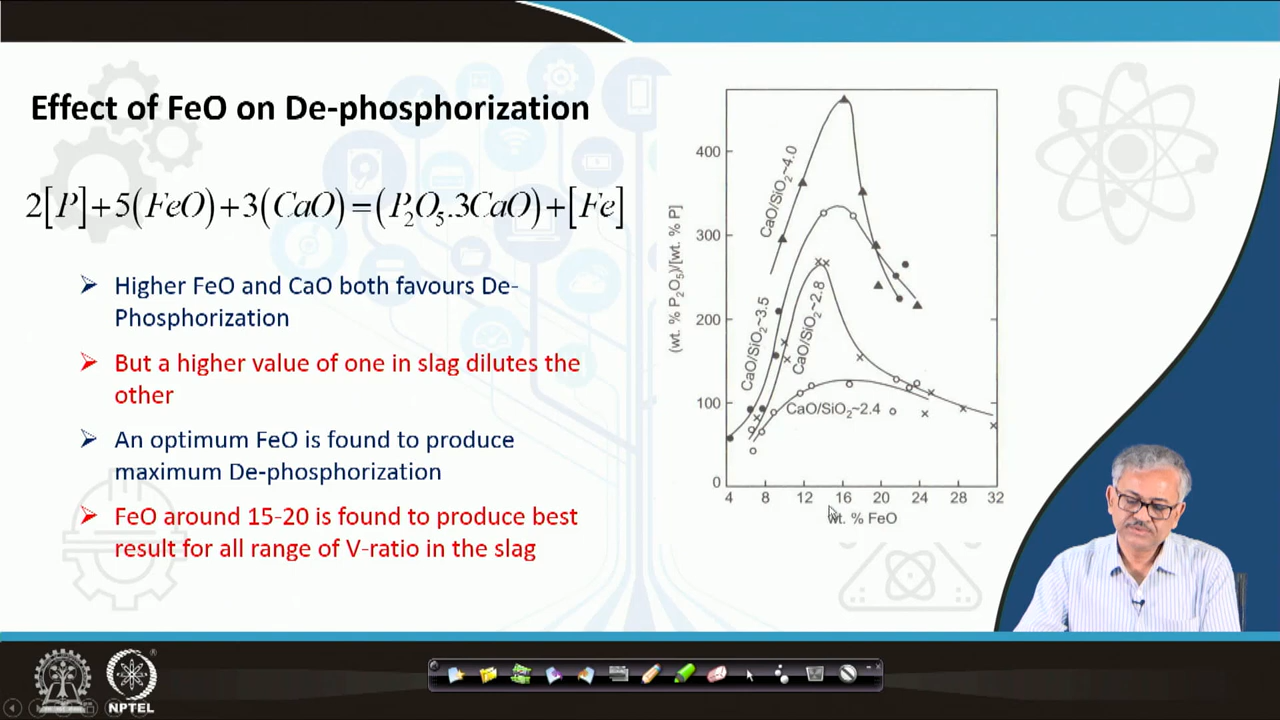 Effect of FeO on De-phosphorization
2[P]+5(FeO)+3(CaO)=(P₂O₅.3CaO)+[Fe]
Higher FeO and CaO both favours De-
Phosphorization
But a higher value of one in slag dilutes the
other
An optimum FeO is found to produce
maximum De-phosphorization
FeO around 15-20 is found to produce best
result for all range of V-ratio in the slag
(wt. % P₂O₅)/[wt. % P]
400
300
200
100
0
CaO/SiO₂~4.0
CaO/SiO₂~3.5
CaO/SiO₂~2.8
CaO/SiO₂~2.4
4 8 12 16 20 24 28 32
wt. % FeO
NPTEL